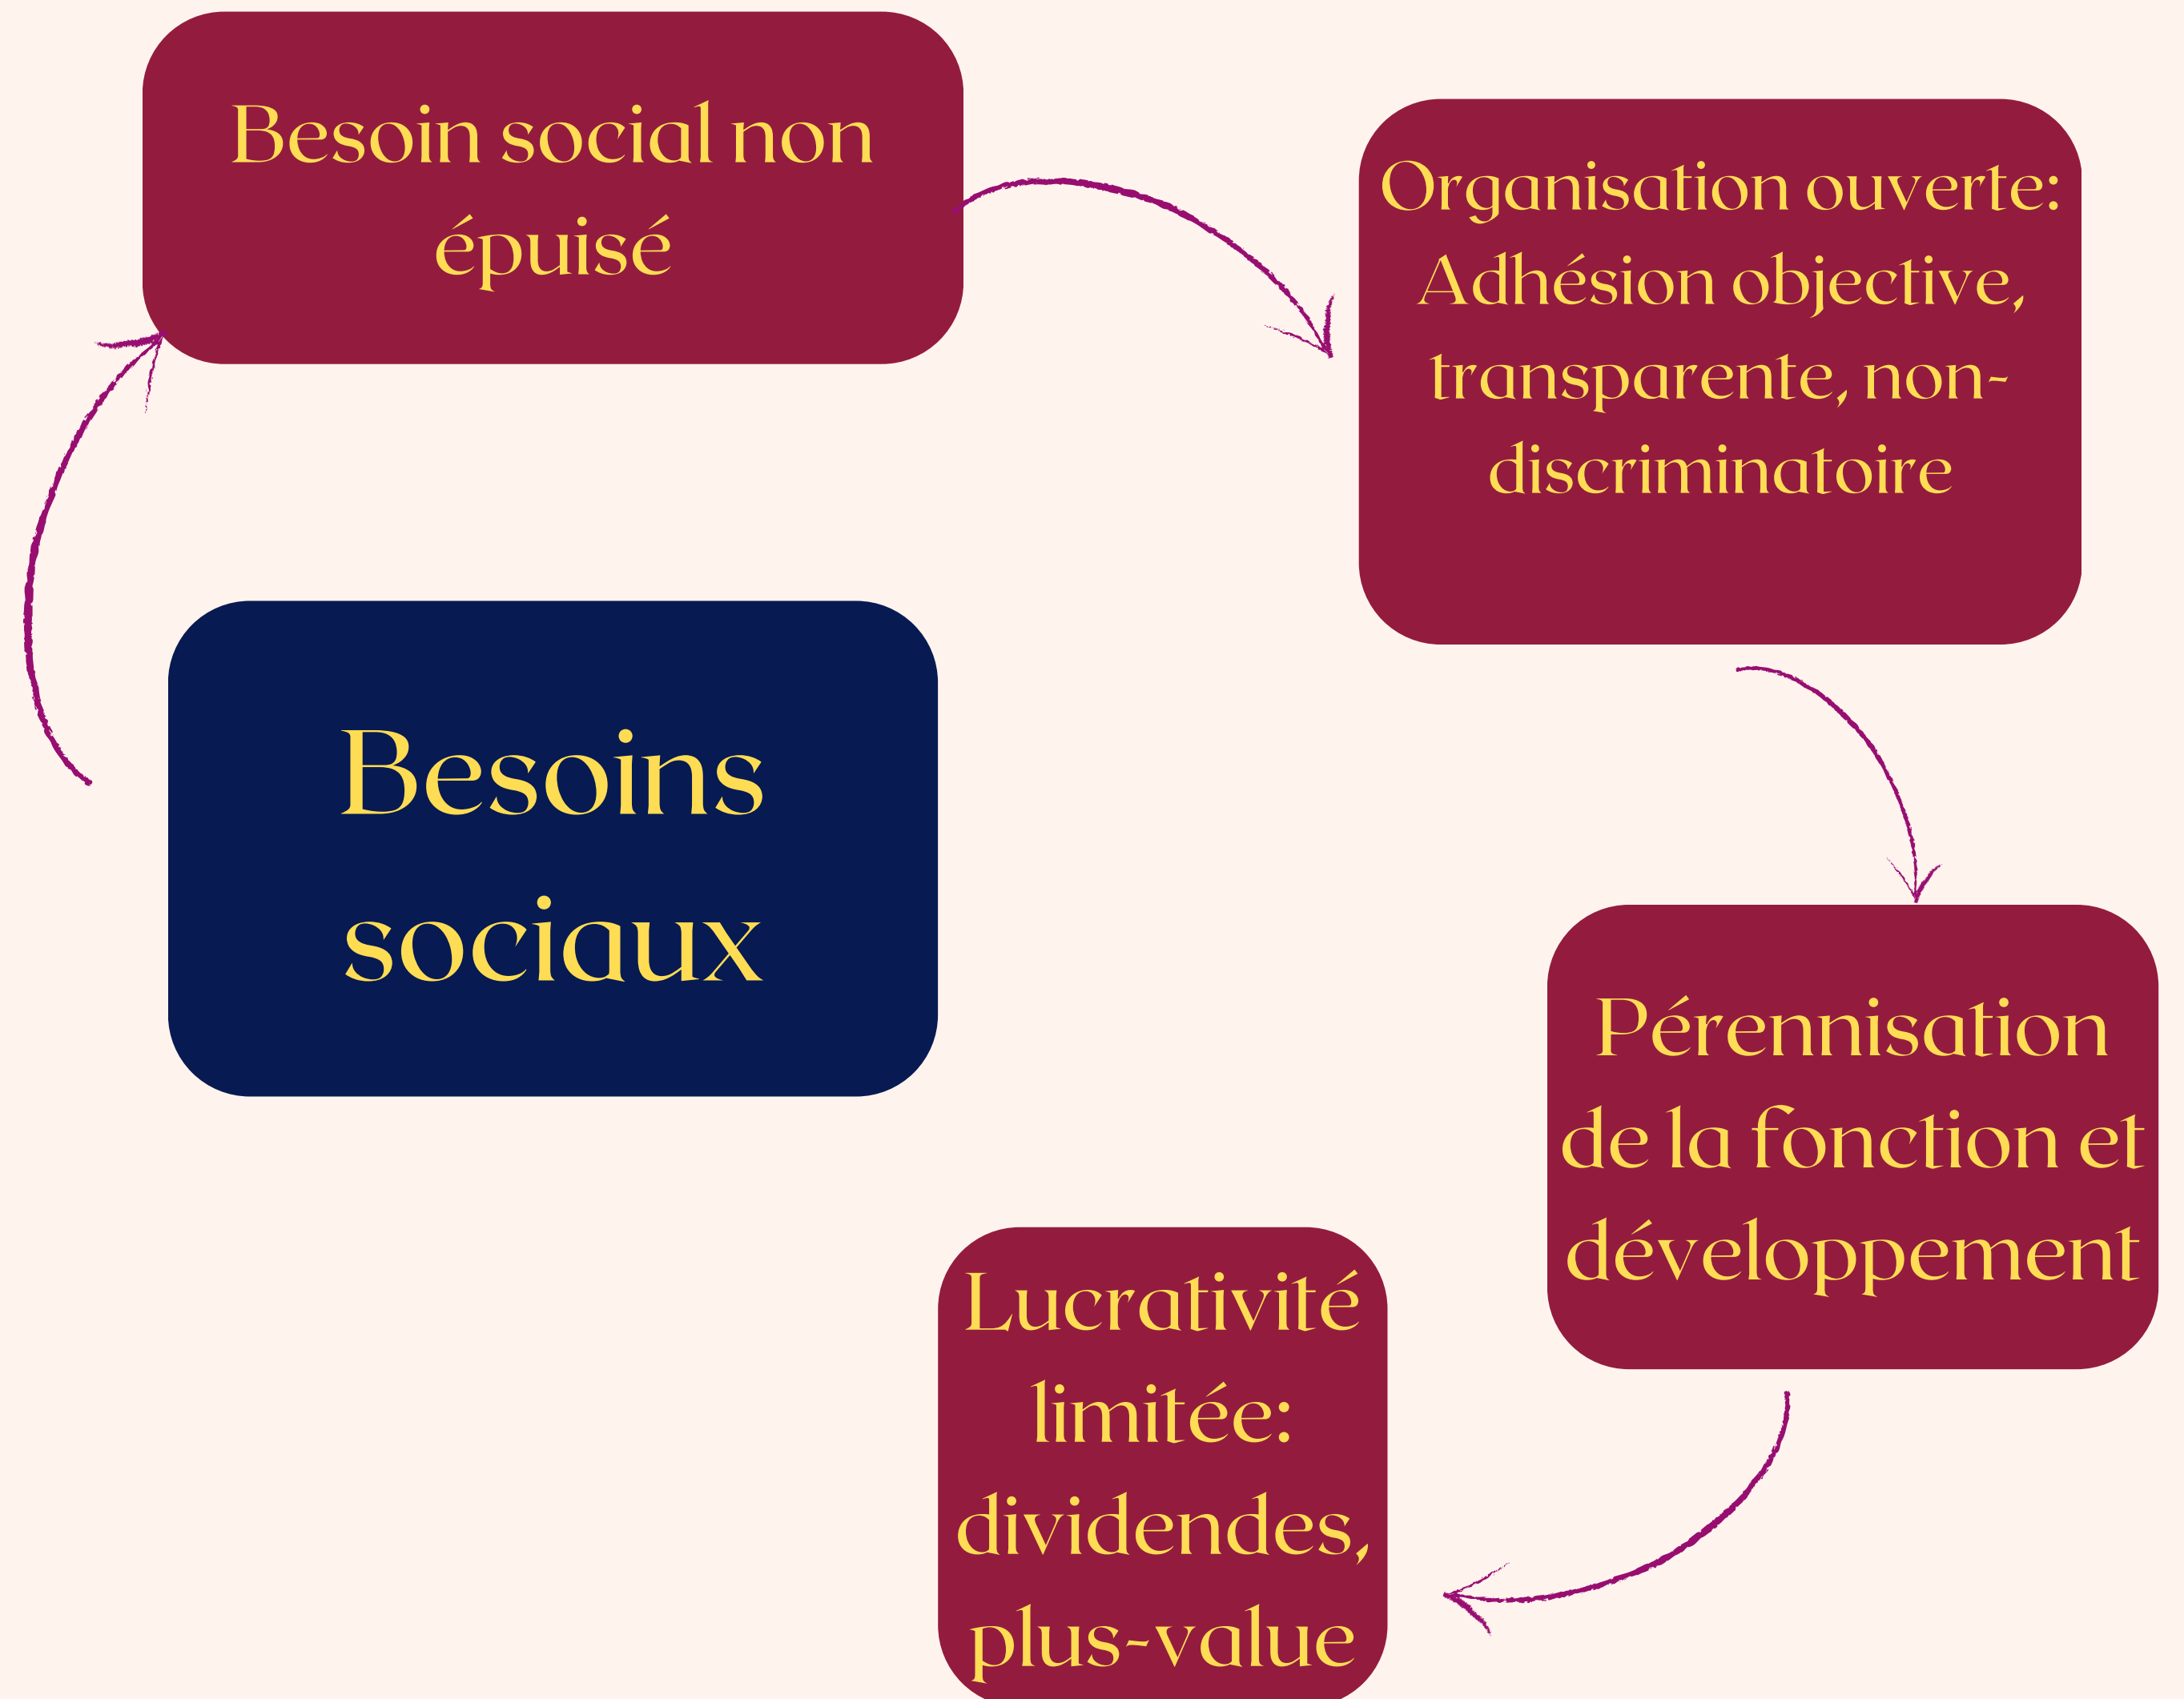 Besoin social non
épuisé
Organisation ouverte:
Adhésion objective,
transparente, non-
discriminatoire
Besoins
sociaux
Pérennisation
de la fonction et
développement
Lucrativité
limitée:
dividendes,
plus-value